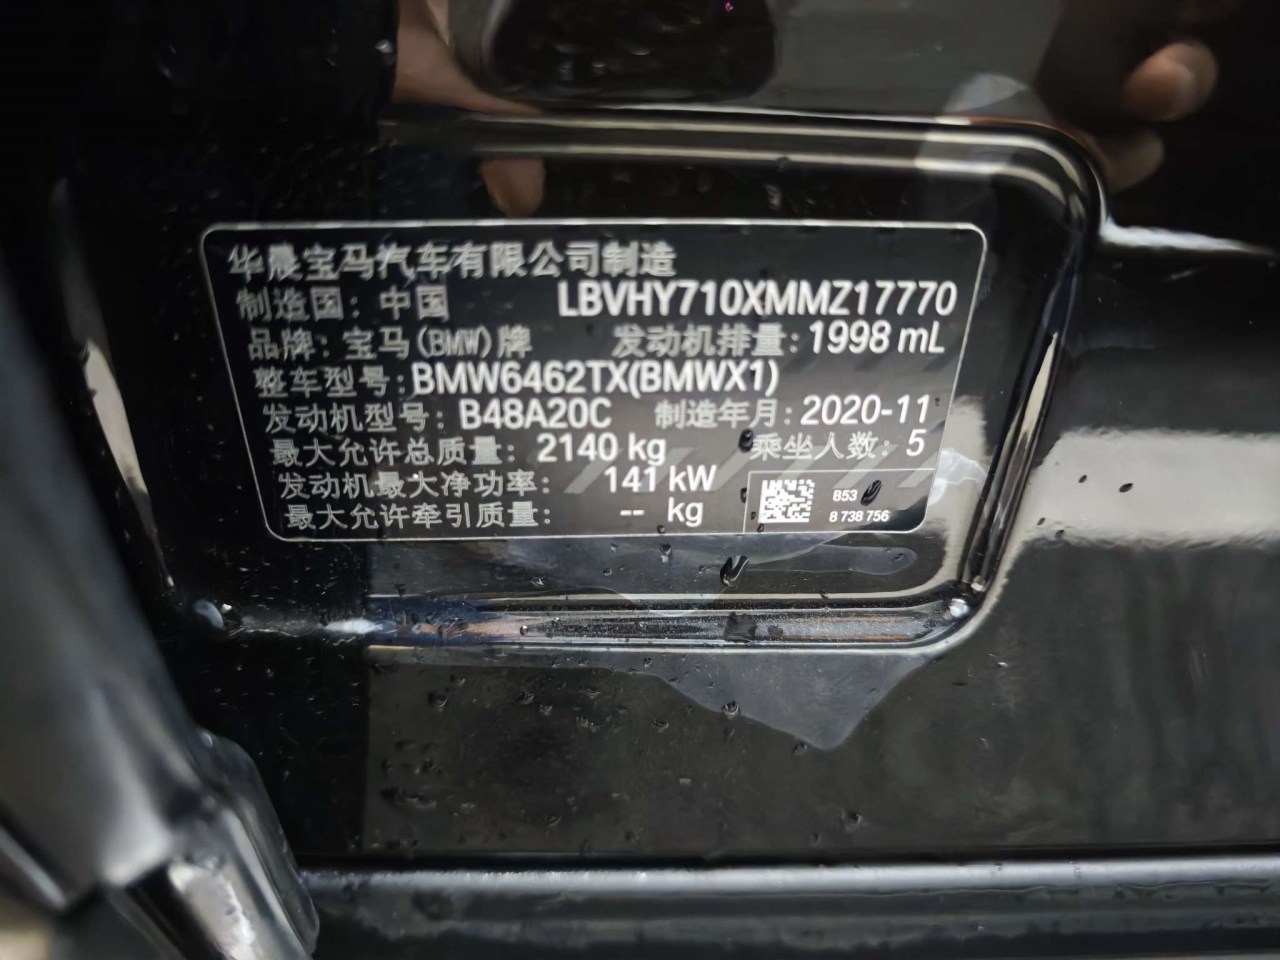 华晨宝马汽车有限公司制造
制造国：中国 LBVHY710XMMZ17770
品牌：宝马(BMW)牌 发动机排量：1998 mL
整车型号：BMW6462TX(BMWX1)
发动机型号：B48A20C 制造年月：2020-11
最大允许总质量：2140 kg 乘坐人数：5
发动机最大净功率：141 kW
最大允许牵引质量：-- kg
B53
8 738 756